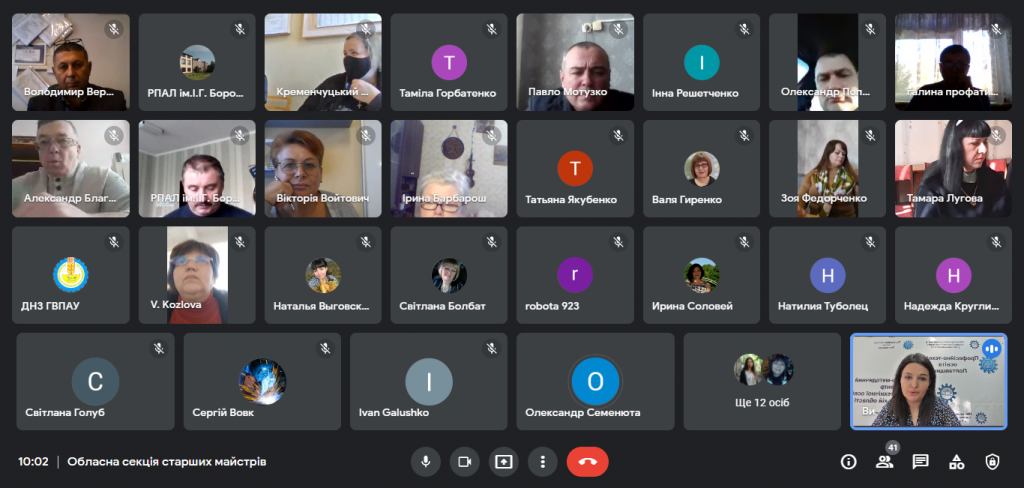 Володимир Вер...
РПАЛ ім.І.Г. Боро...
Кременчуцький ...
Т
Таміла Горбатенко
Павло Мотузко
І
Інна Решетченко
Олександр Поп...
Галина профати...
Александр Благ...
РПАЛ ім.І.Г. Бор...
Вікторія Войтович
Ірина Барбарош
Т
Татьяна Якубенко
Валя Гиренко
Зоя Федорченко
Тамара Лугова
ДНЗ ГВПАУ
V. Kozlova
Наталья Выговск...
Світлана Болбат
r
robota 923
Ирина Соловей
Н
Натилия Туболец
Н
Надежда Кругли...
С
Світлана Голуб
Сергій Вовк
I
Ivan Galushko
О
Олександр Семенюта
Ще 12 осіб
Ви
10:02 | Обласна секція старших майстрів
41